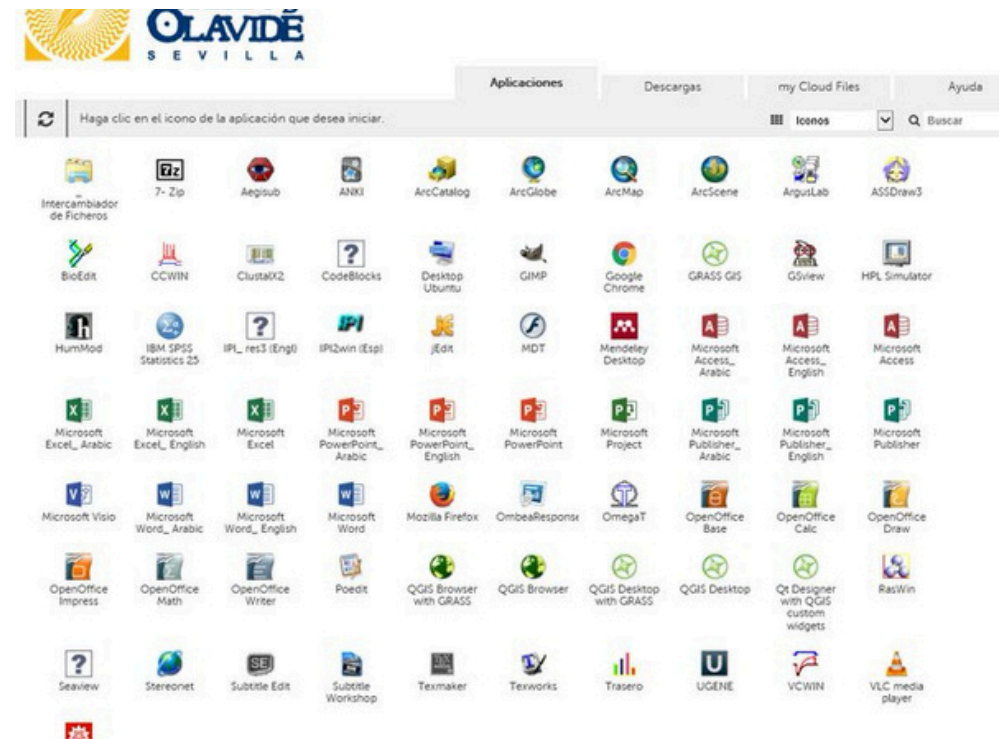 OLAVIDE
SEVILLA
Aplicaciones Descargas my Cloud Files Ayuda
Haga clic en el icono de la aplicación que desea iniciar. Iconos Buscar
_ 7- Zip Aegisub ANKI ArcCatalog ArcGlobe ArcMap ArcScene ArgusLab ASSDraw3
Intercambiador
de Ficheros
BioEdit CCWIN ClustalX2 CodeBlocks Desktop GIMP Google GRASS GIS GSview HPL Simulator
Ubuntu Chrome
HumMod IBM SPSS IPI_ res3 (Engl) IPI2win (Esp) jEdit MDT Mendeley Microsoft Microsoft Microsoft
Statistics 25 Desktop Access_ Access_ Access
Arabic English
Microsoft Microsoft Microsoft Microsoft Microsoft Microsoft Microsoft Microsoft Microsoft Microsoft
Excel_ Arabic Excel_ English Excel PowerPoint_ PowerPoint_ PowerPoint Project Publisher_ Publisher_ Publisher
Arabic English Arabic English
Microsoft Visio Microsoft Microsoft Microsoft Mozilla Firefox OmbeaResponse OmegaT OpenOffice OpenOffice OpenOffice
Word_ Arabic Word_ English Word Base Calc Draw
OpenOffice OpenOffice OpenOffice Poedit QGIS Browser QGIS Browser QGIS Desktop QGIS Desktop Qt Designer RasWin
Impress Math Writer with GRASS with GRASS with QGIS
custom
widgets
Seaview Stereonet Subtitle Edit Subtitle Texmaker Texworks Trasero UGENE VCWIN VLC media
Workshop player